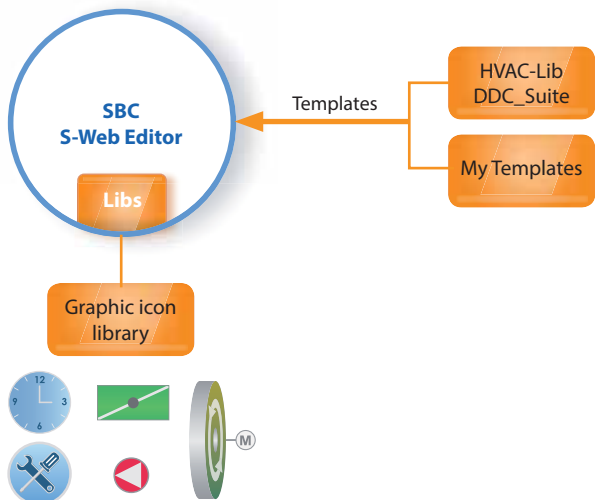 SBC
S-Web Editor
Libs
Templates
HVAC-Lib
DDC_Suite
My Templates
Graphic icon
library
12
9
3
6
M